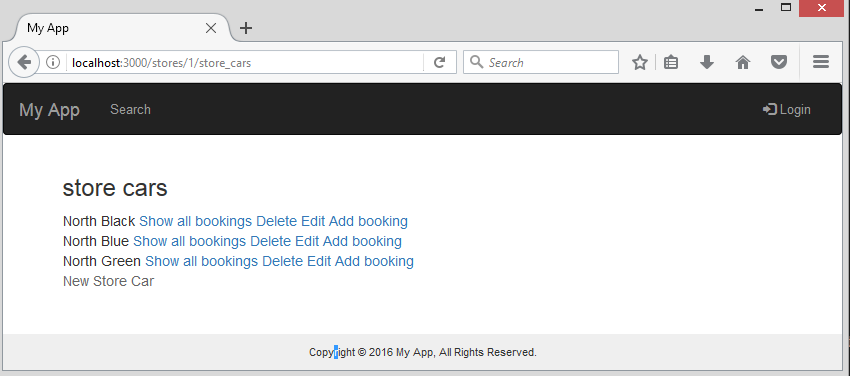 My App
localhost:3000/stores/1/store_cars
Search
My App Search Login
store cars
North Black Show all bookings Delete Edit Add booking
North Blue Show all bookings Delete Edit Add booking
North Green Show all bookings Delete Edit Add booking
New Store Car
Copyright © 2016 My App, All Rights Reserved.